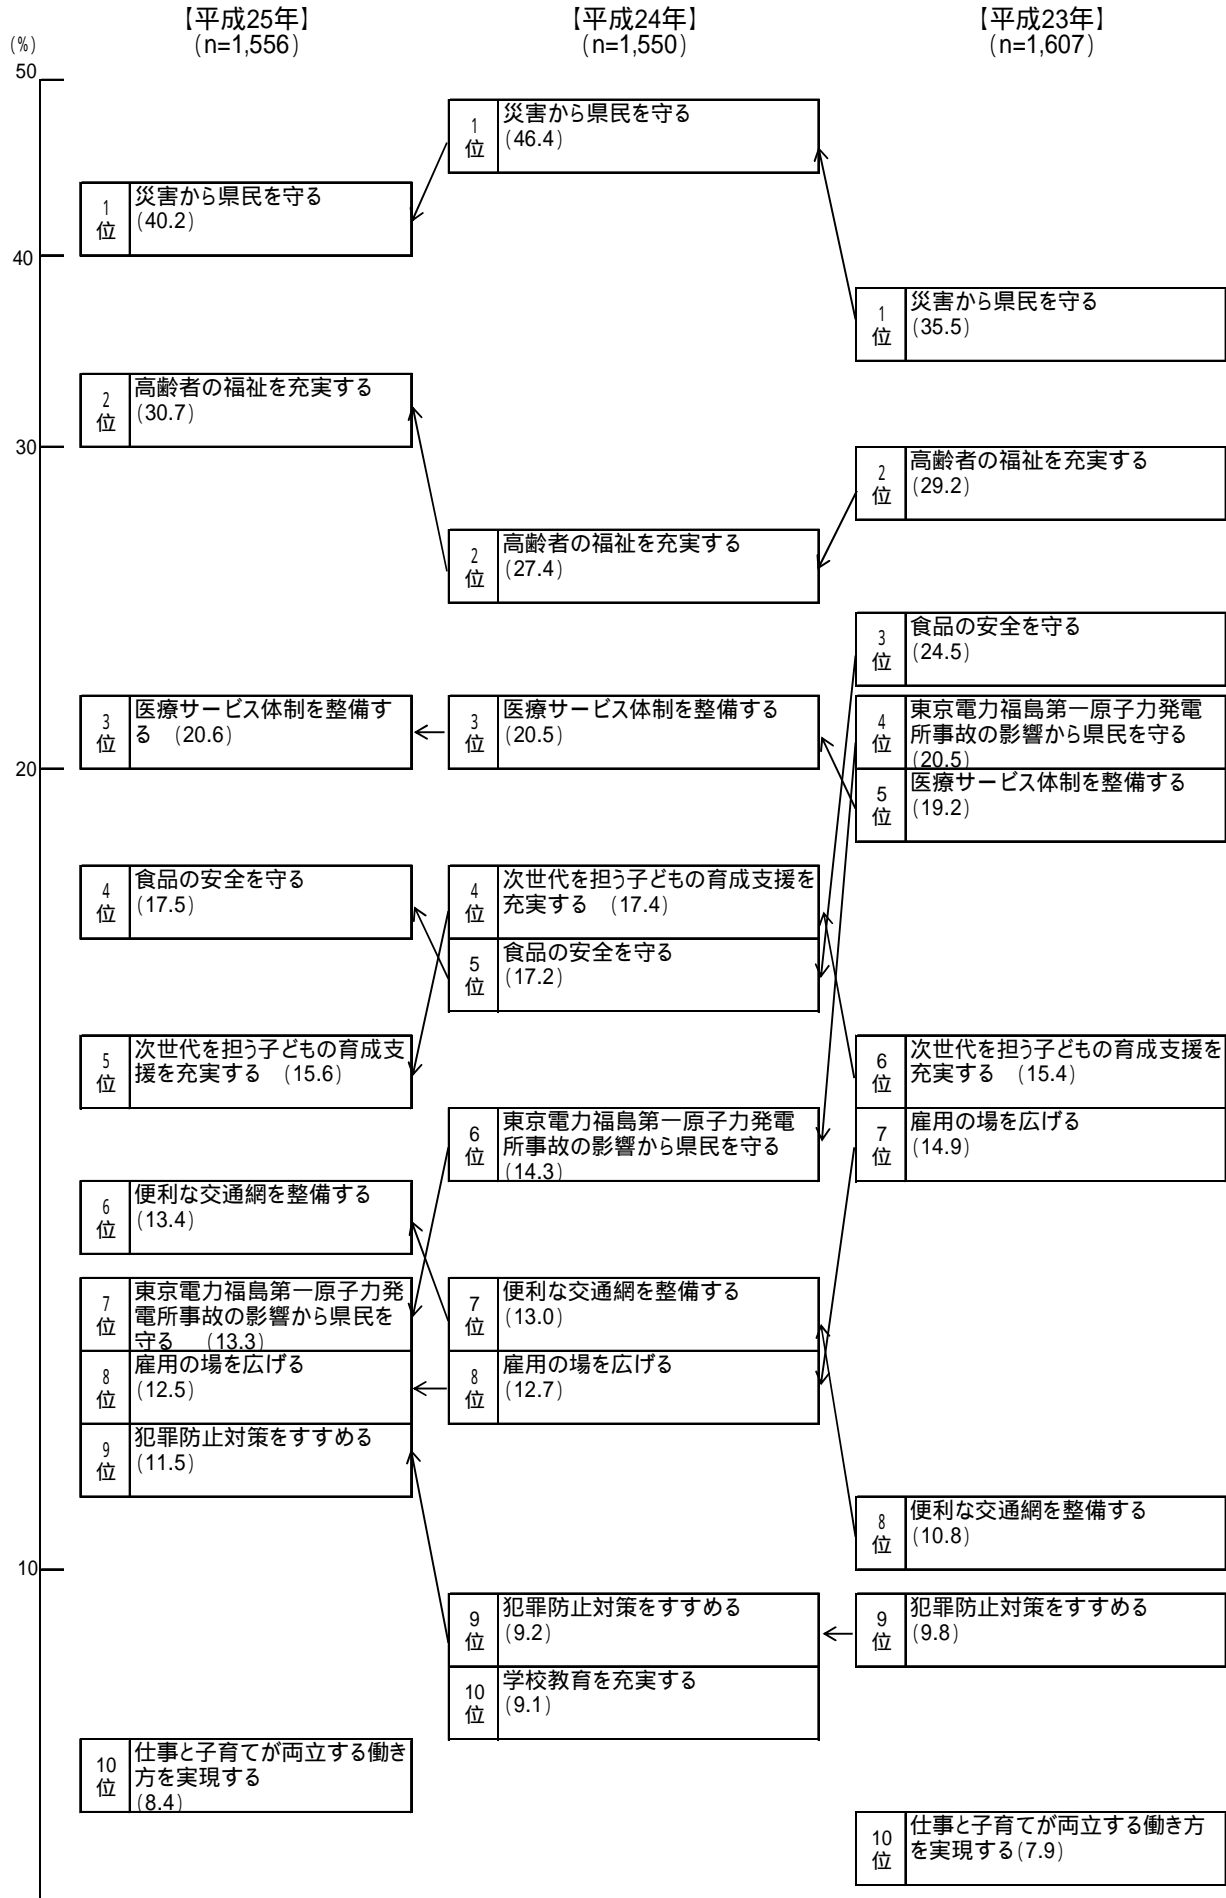 【平成25年】
(n=1,556)
【平成24年】
(n=1,550)
【平成23年】
(n=1,607)
(%)
50
40
30
20
10
1位
災害から県民を守る
(40.2)
2位
高齢者の福祉を充実する
(30.7)
3位
医療サービス体制を整備す
る (20.6)
4位
食品の安全を守る
(17.5)
5位
次世代を担う子どもの育成支
援を充実する (15.6)
6位
便利な交通網を整備する
(13.4)
7位
東京電力福島第一原子力発
電所事故の影響から県民を
守る (13.3)
8位
雇用の場を広げる
(12.5)
9位
犯罪防止対策をすすめる
(11.5)
10位
仕事と子育てが両立する働き
方を実現する
(8.4)
1位
災害から県民を守る
(46.4)
2位
高齢者の福祉を充実する
(27.4)
3位
医療サービス体制を整備する
(20.5)
4位
次世代を担う子どもの育成支援を
充実する (17.4)
5位
食品の安全を守る
(17.2)
6位
東京電力福島第一原子力発電
所事故の影響から県民を守る
(14.3)
7位
便利な交通網を整備する
(13.0)
8位
雇用の場を広げる
(12.7)
9位
犯罪防止対策をすすめる
(9.2)
10位
学校教育を充実する
(9.1)
1位
災害から県民を守る
(35.5)
2位
高齢者の福祉を充実する
(29.2)
3位
食品の安全を守る
(24.5)
4位
東京電力福島第一原子力発電
所事故の影響から県民を守る
(20.5)
5位
医療サービス体制を整備する
(19.2)
6位
次世代を担う子どもの育成支援を
充実する (15.4)
7位
雇用の場を広げる
(14.9)
8位
便利な交通網を整備する
(10.8)
9位
犯罪防止対策をすすめる
(9.8)
10位
仕事と子育てが両立する働き方
を実現する(7.9)